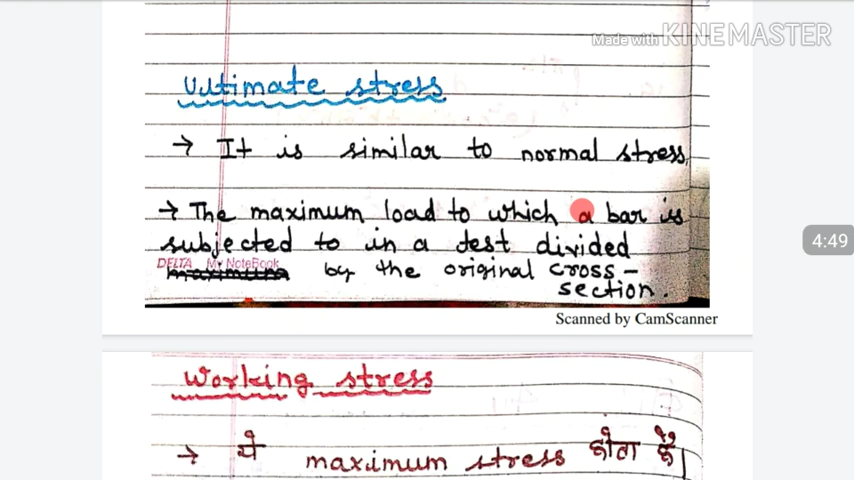 Made with KINEMASTER
Ultimate stress
→ It is similar to normal stress.
→ The maximum load to which a bar is
subjected to in a test divided
DELTA My NoteBook
maximum by the original cross-
section.
Scanned by CamScanner
4:49
Working stress
→ ये maximum stress होता है।